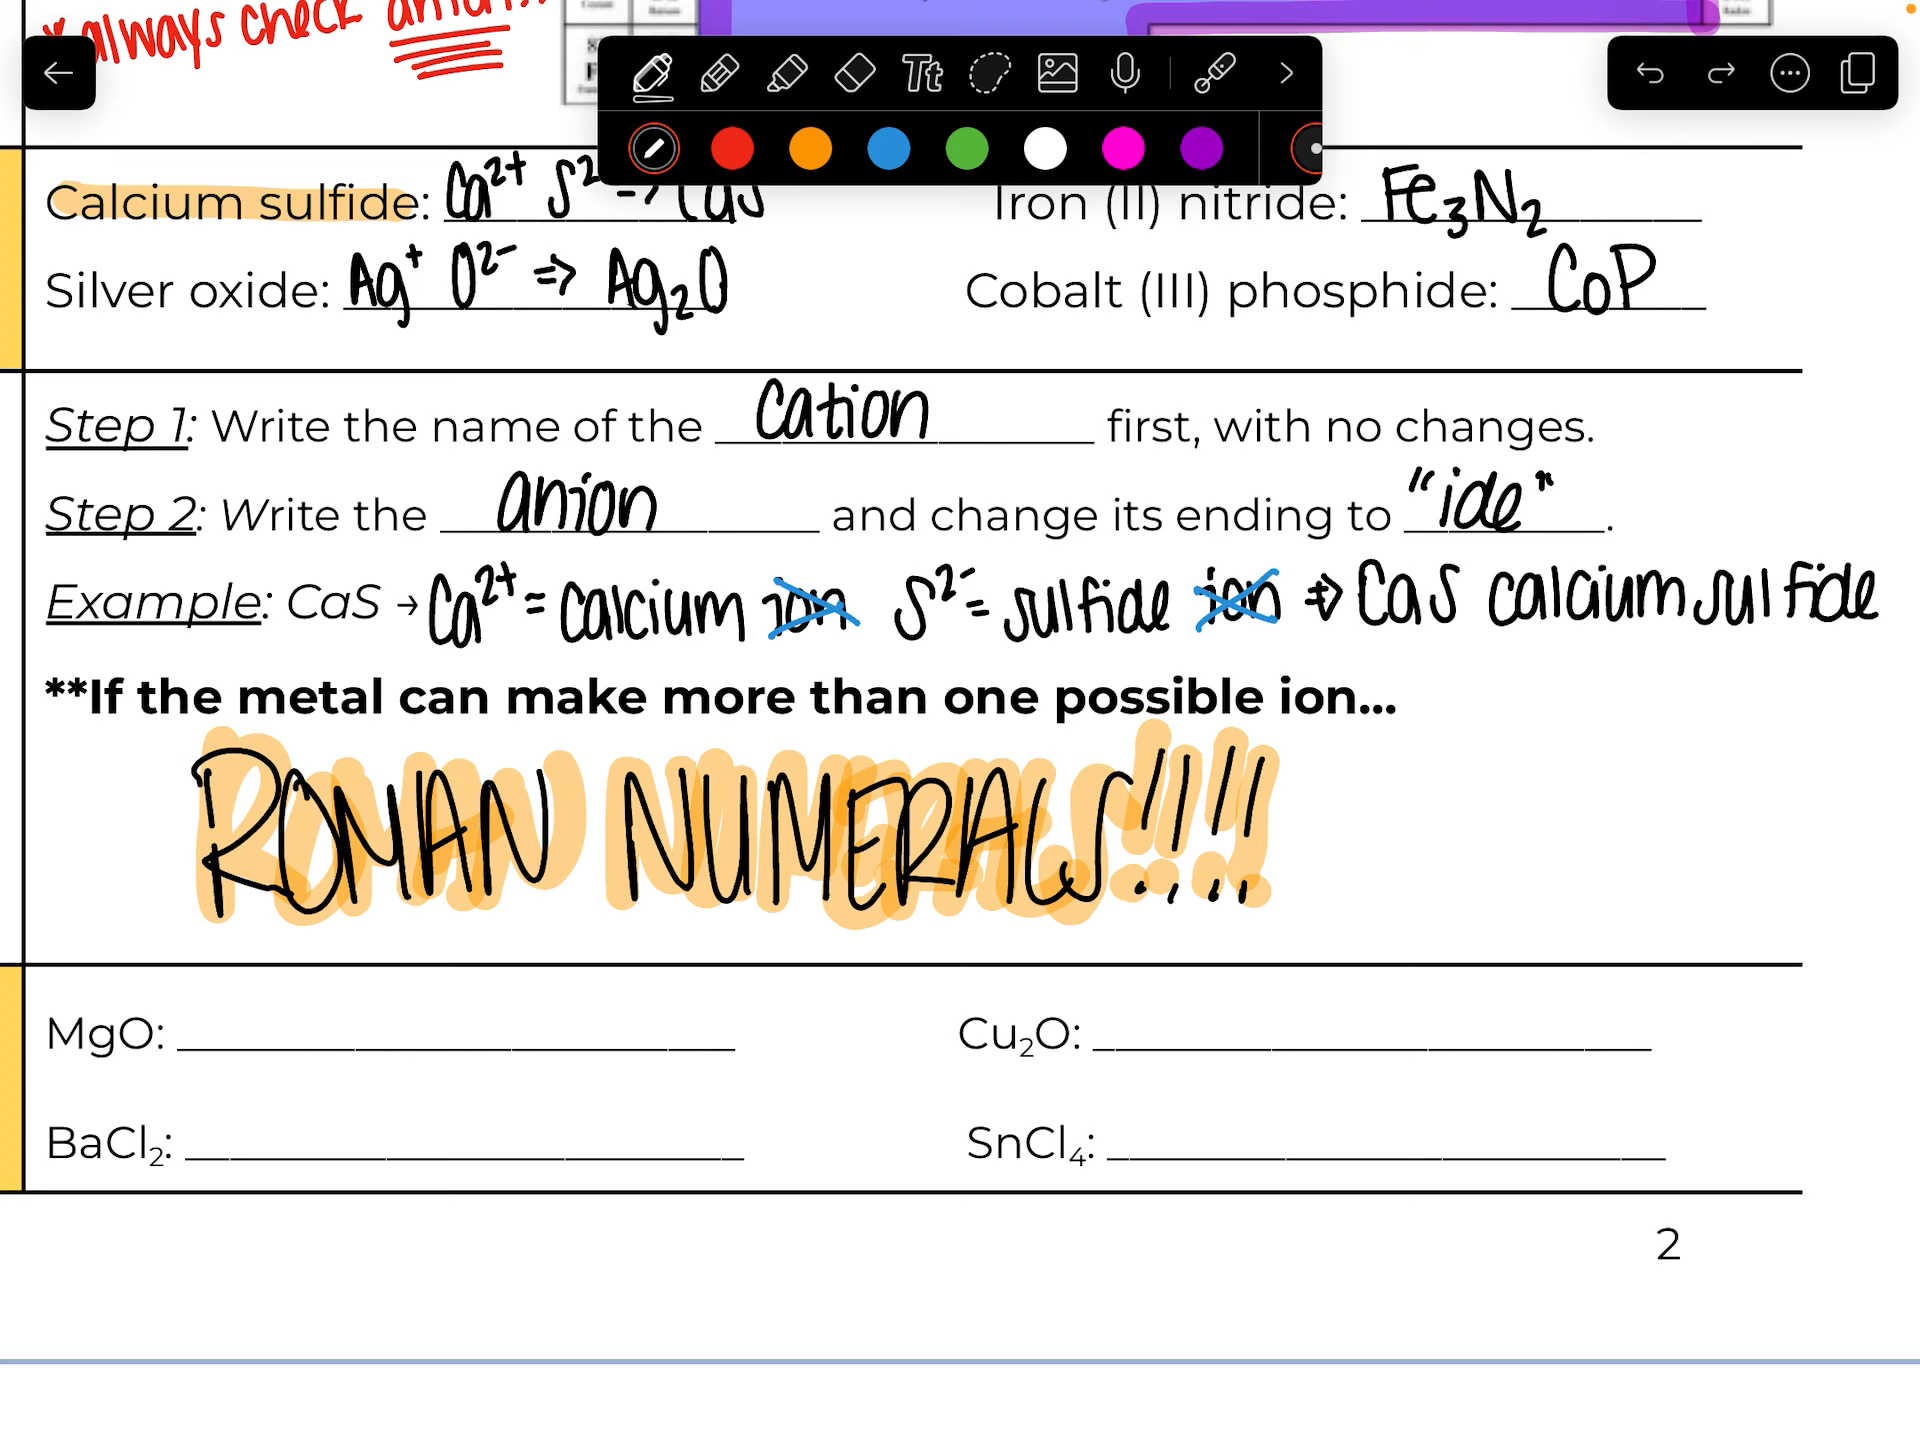 *always check
Tt
Calcium sulfide: Ca²⁺ S²⁻ → CaS
Iron (II) nitride: Fe₃N₂
Silver oxide: Ag⁺ O²⁻ ⇒ Ag₂O
Cobalt (III) phosphide: CoP
Step 1: Write the name of the cation first, with no changes.
Step 2: Write the anion and change its ending to "ide".
Example: CaS → Ca²⁺ = calcium ion S²⁻ = sulfide ion ⇒ CaS calcium sulfide
**If the metal can make more than one possible ion...
ROMAN NUMERALS!!!!
MgO:
Cu₂O:
BaCl₂:
SnCl₄:
2